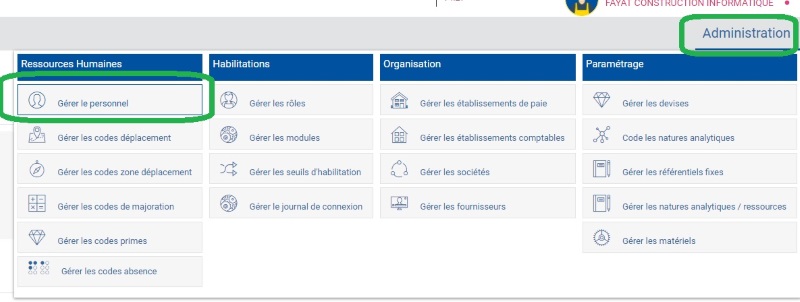 FAYAT CONSTRUCTION INFORMATIQUE
Administration
Ressources Humaines
Gérer le personnel
Gérer les codes déplacement
Gérer les codes zone déplacement
Gérer les codes de majoration
Gérer les codes primes
Gérer les codes absence
Habilitations
Gérer les rôles
Gérer les modules
Gérer les seuils d'habilitation
Gérer le journal de connexion
Organisation
Gérer les établissements de paie
Gérer les établissements comptables
Gérer les sociétés
Gérer les fournisseurs
Paramétrage
Gérer les devises
Code les natures analytiques
Gérer les référentiels fixes
Gérer les natures analytiques / ressources
Gérer les matériels